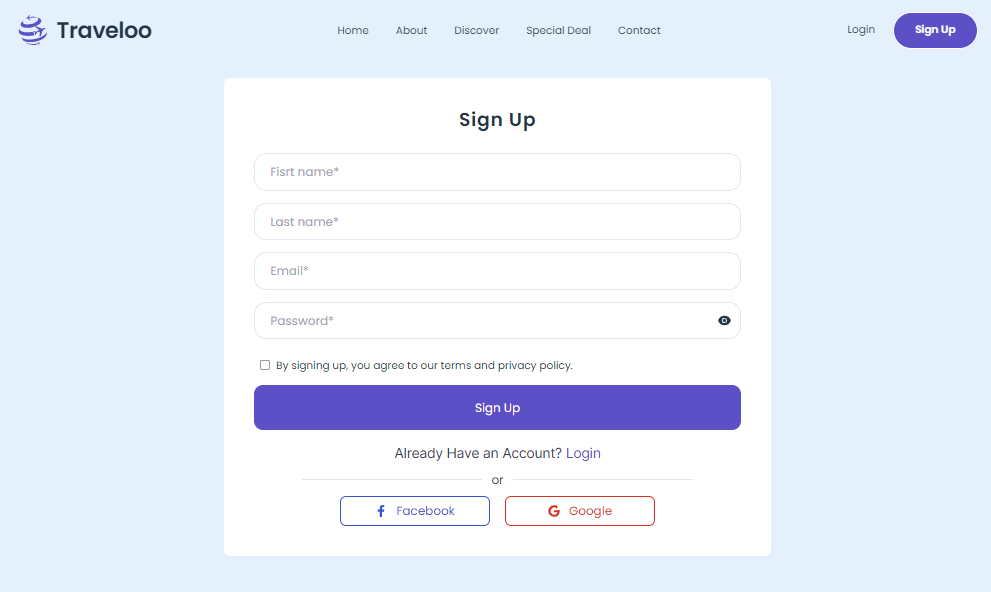 Traveloo
Home About Discover Special Deal Contact
Login Sign Up
Sign Up
Fisrt name*
Last name*
Email*
Password*
By signing up, you agree to our terms and privacy policy.
Sign Up
Already Have an Account? Login
or
Facebook Google